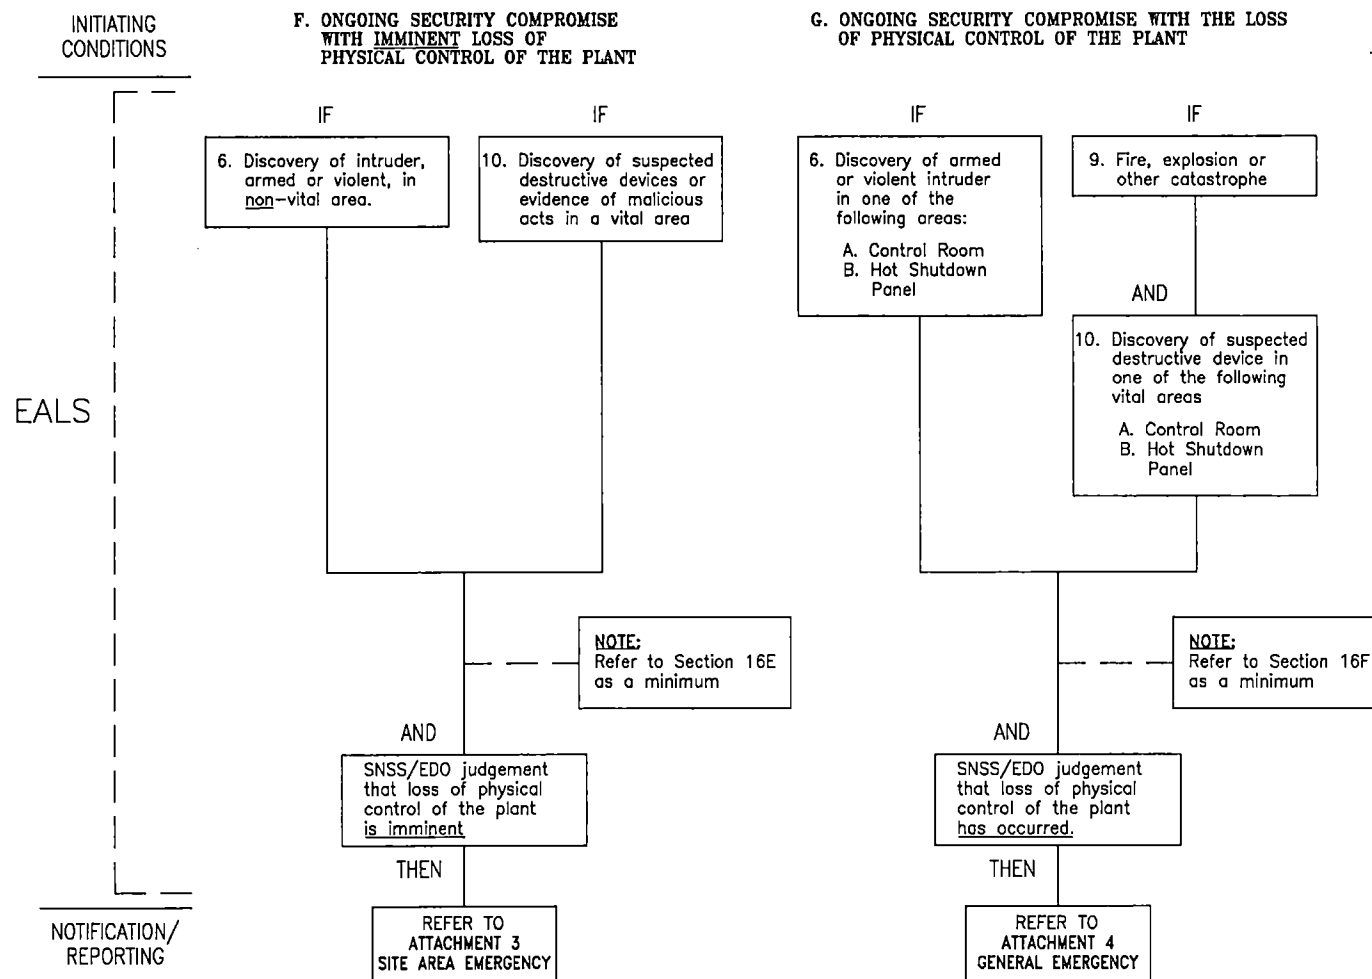 INITIATING
CONDITIONS
F. ONGOING SECURITY COMPROMISE
WITH IMMINENT LOSS OF
PHYSICAL CONTROL OF THE PLANT
G. ONGOING SECURITY COMPROMISE WITH THE LOSS
OF PHYSICAL CONTROL OF THE PLANT
EALS
IF
6. Discovery of intruder,
armed or violent, in
non-vital area.
IF
10. Discovery of suspected
destructive devices or
evidence of malicious
acts in a vital area
NOTE:
Refer to Section 16E
as a minimum
AND
SNSS/EDO judgement
that loss of physical
control of the plant
is imminent
THEN
IF
6. Discovery of armed
or violent intruder
in one of the
following areas:
A. Control Room
B. Hot Shutdown
Panel
IF
9. Fire, explosion or
other catastrophe
AND
10. Discovery of suspected
destructive device in
one of the following
vital areas
A. Control Room
B. Hot Shutdown
Panel
NOTE:
Refer to Section 16F
as a minimum
AND
SNSS/EDO judgement
that loss of physical
control of the plant
has occurred.
THEN
NOTIFICATION/
REPORTING
REFER TO
ATTACHMENT 3
SITE AREA EMERGENCY
REFER TO
ATTACHMENT 4
GENERAL EMERGENCY